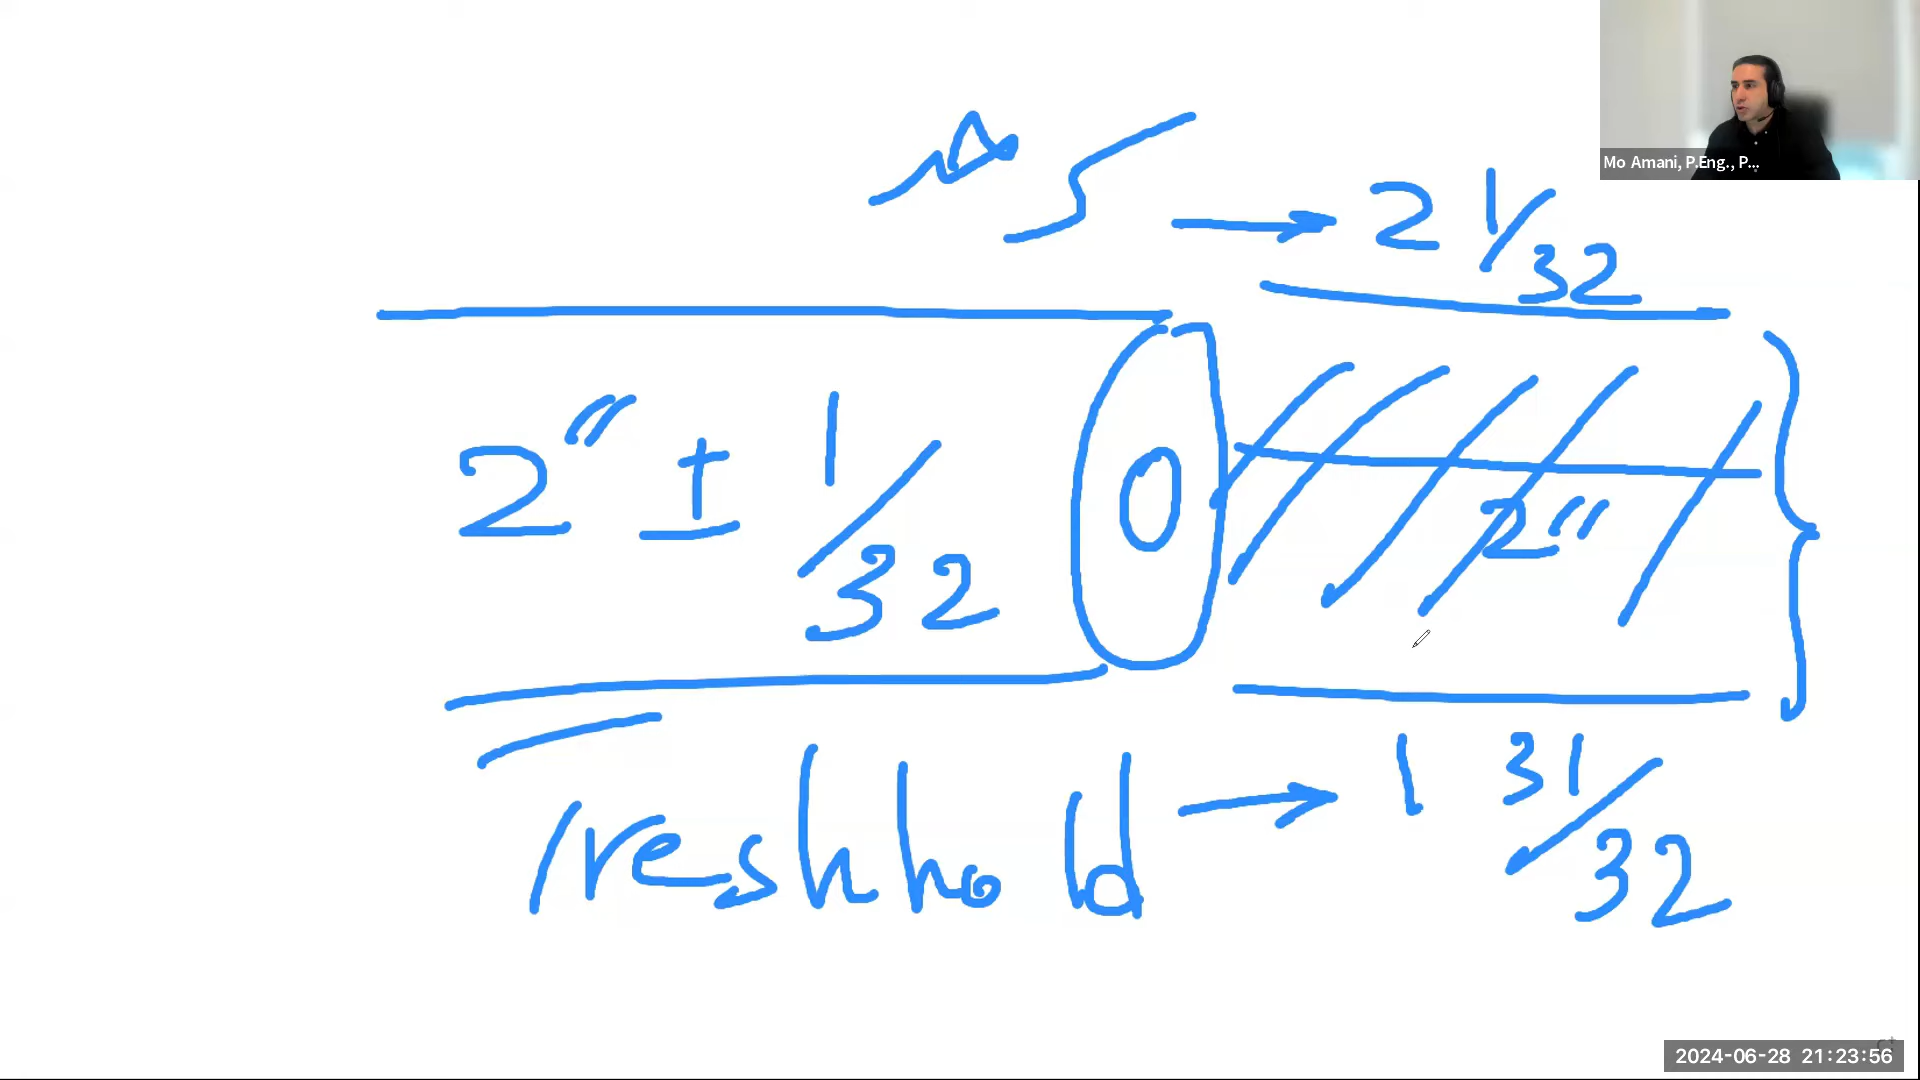 Mo Amani, P.Eng., P...
→ 2 1/32
2" ± 1/32
0
2"
treshhold → 1 31/32
2024-06-28 21:23:56